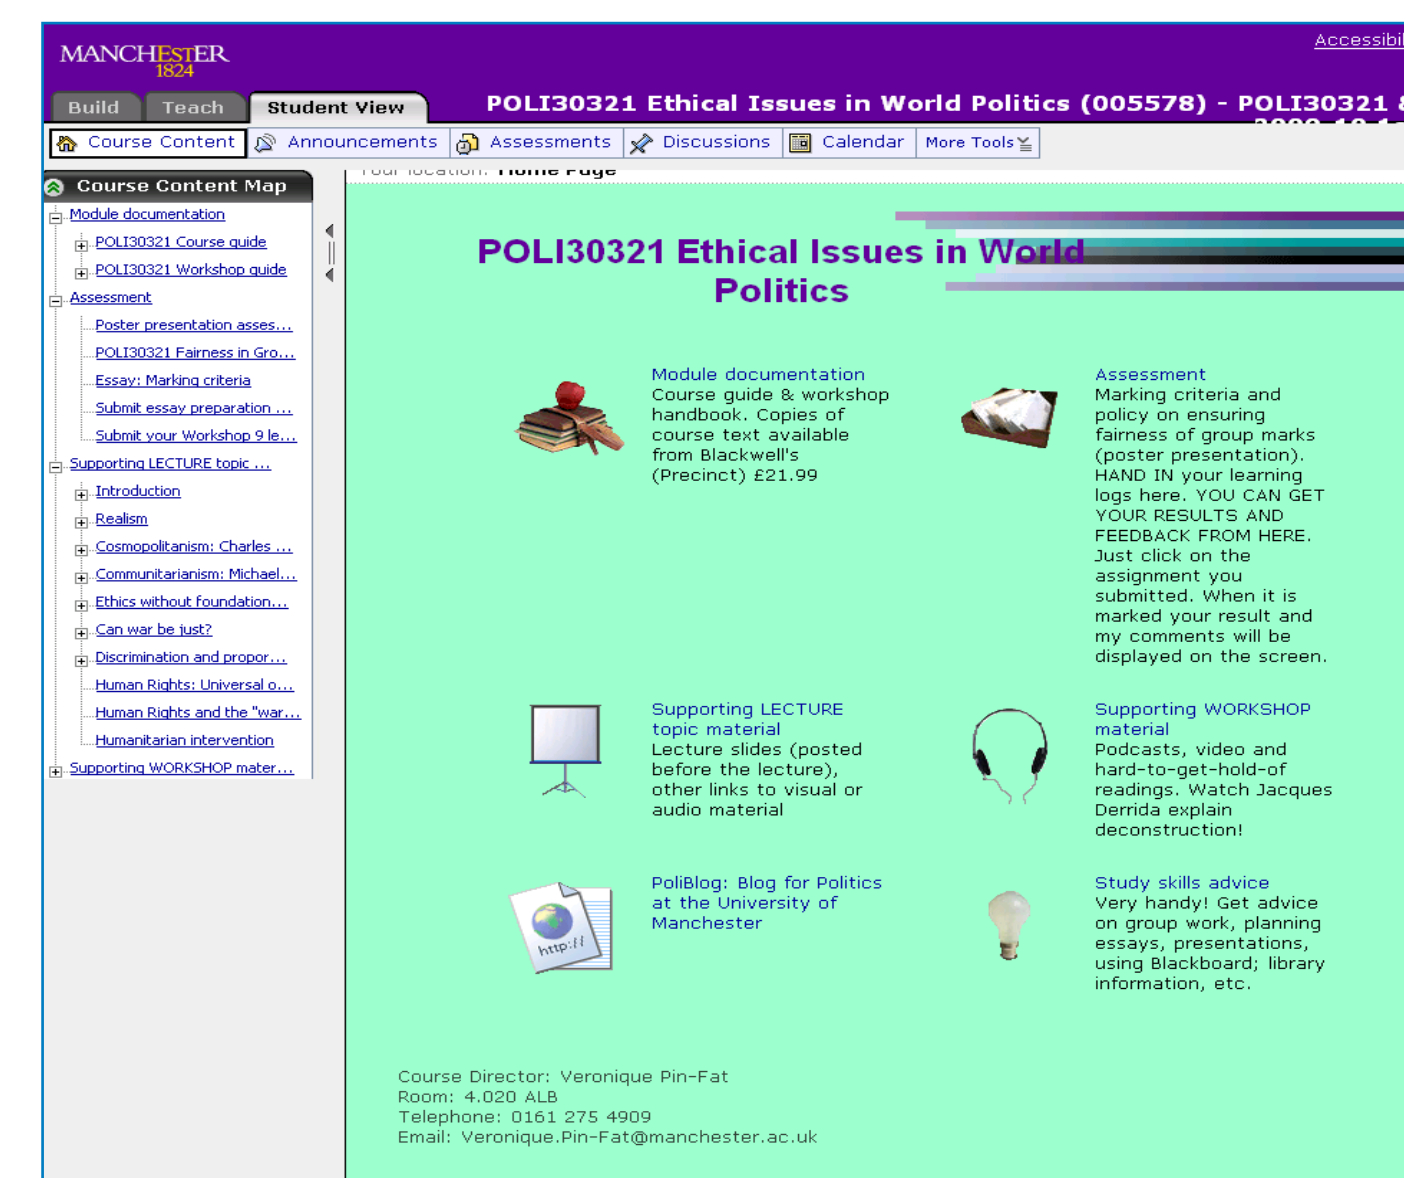 MANCHESTER
1824
Build
Teach
Student View
POLI30321 Ethical Issues in World Politics (005578) - POLI30321
Course Content
Announcements
Assessments
Discussions
Calendar
More Tools
Course Content Map
Module documentation
POLI30321 Course guide
POLI30321 Workshop guide
Assessment
Poster presentation asses...
POLI30321 Fairness in Gro...
Essay: Marking criteria
Submit essay preparation ...
Submit your Workshop 9 le...
Supporting LECTURE topic ...
Introduction
Realism
Cosmopolitanism: Charles ...
Communitarianism: Michael...
Ethics without foundation...
Can war be just?
Discrimination and propor...
Human Rights: Universal o...
Human Rights and the "war...
Humanitarian intervention
Supporting WORKSHOP mater...
Your location: Home Page
POLI30321 Ethical Issues in World
Politics
Module documentation
Course guide & workshop
handbook. Copies of
course text available
from Blackwell's
(Precinct) £21.99
Assessment
Marking criteria and
policy on ensuring
fairness of group marks
(poster presentation).
HAND IN your learning
logs here. YOU CAN GET
YOUR RESULTS AND
FEEDBACK FROM HERE.
Just click on the
assignment you
submitted. When it is
marked your result and
my comments will be
displayed on the screen.
Supporting LECTURE
topic material
Lecture slides (posted
before the lecture),
other links to visual or
audio material
Supporting WORKSHOP
material
Podcasts, video and
hard-to-get-hold-of
readings. Watch Jacques
Derrida explain
deconstruction!
http://
PoliBlog: Blog for Politics
at the University of
Manchester
Study skills advice
Very handy! Get advice
on group work, planning
essays, presentations,
using Blackboard; library
information, etc.
Course Director: Veronique Pin-Fat
Room: 4.020 ALB
Telephone: 0161 275 4909
Email: Veronique.Pin-Fat@manchester.ac.uk